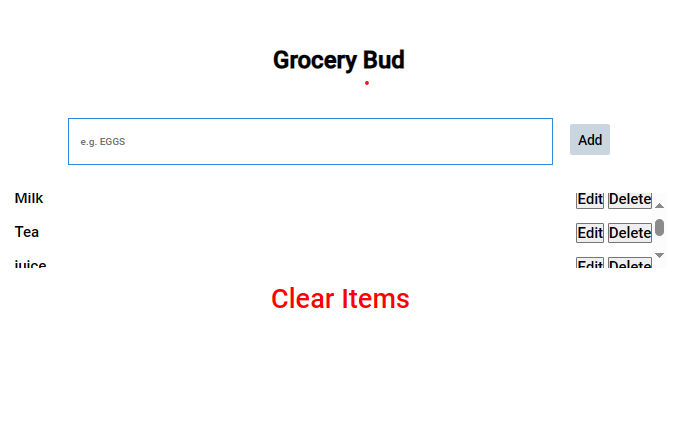 Grocery Bud
e.g. EGGS Add
Milk Edit Delete
Tea Edit Delete
juice Edit Delete
Clear Items